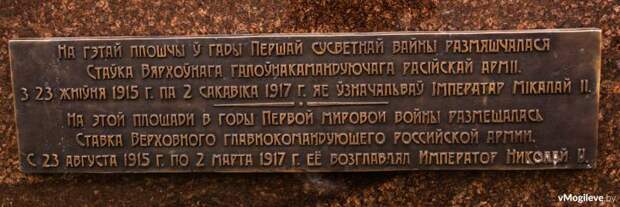 На гэтай плошчы ў гады Першай сусветнай вайны размяшчалася
Стаўка Вярхоўнага галоўнакамандуючага расійскай арміі.
З 23 жніўня 1915 г. па 2 сакавіка 1917 г. яе ўзначальваў Імператар Мікалай II.
На этой площади в годы Первой мировой войны размещалась
Ставка Верховного главнокомандующего российской армии.
С 23 августа 1915 г. по 2 марта 1917 г. её возглавлял Император Николай II.
vMogileve.by